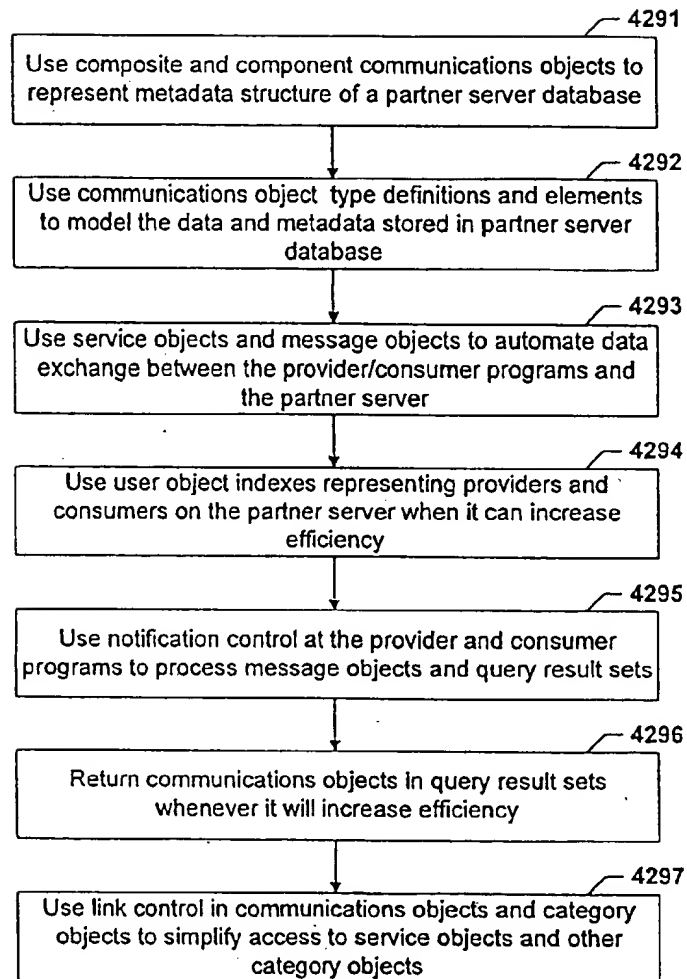 4291
Use composite and component communications objects to
represent metadata structure of a partner server database
4292
Use communications object type definitions and elements
to model the data and metadata stored in partner server
database
4293
Use service objects and message objects to automate data
exchange between the provider/consumer programs and
the partner server
4294
Use user object indexes representing providers and
consumers on the partner server when it can increase
efficiency
4295
Use notification control at the provider and consumer
programs to process message objects and query result sets
4296
Return communications objects in query result sets
whenever it will increase efficiency
4297
Use link control in communications objects and category
objects to simplify access to service objects and other
category objects